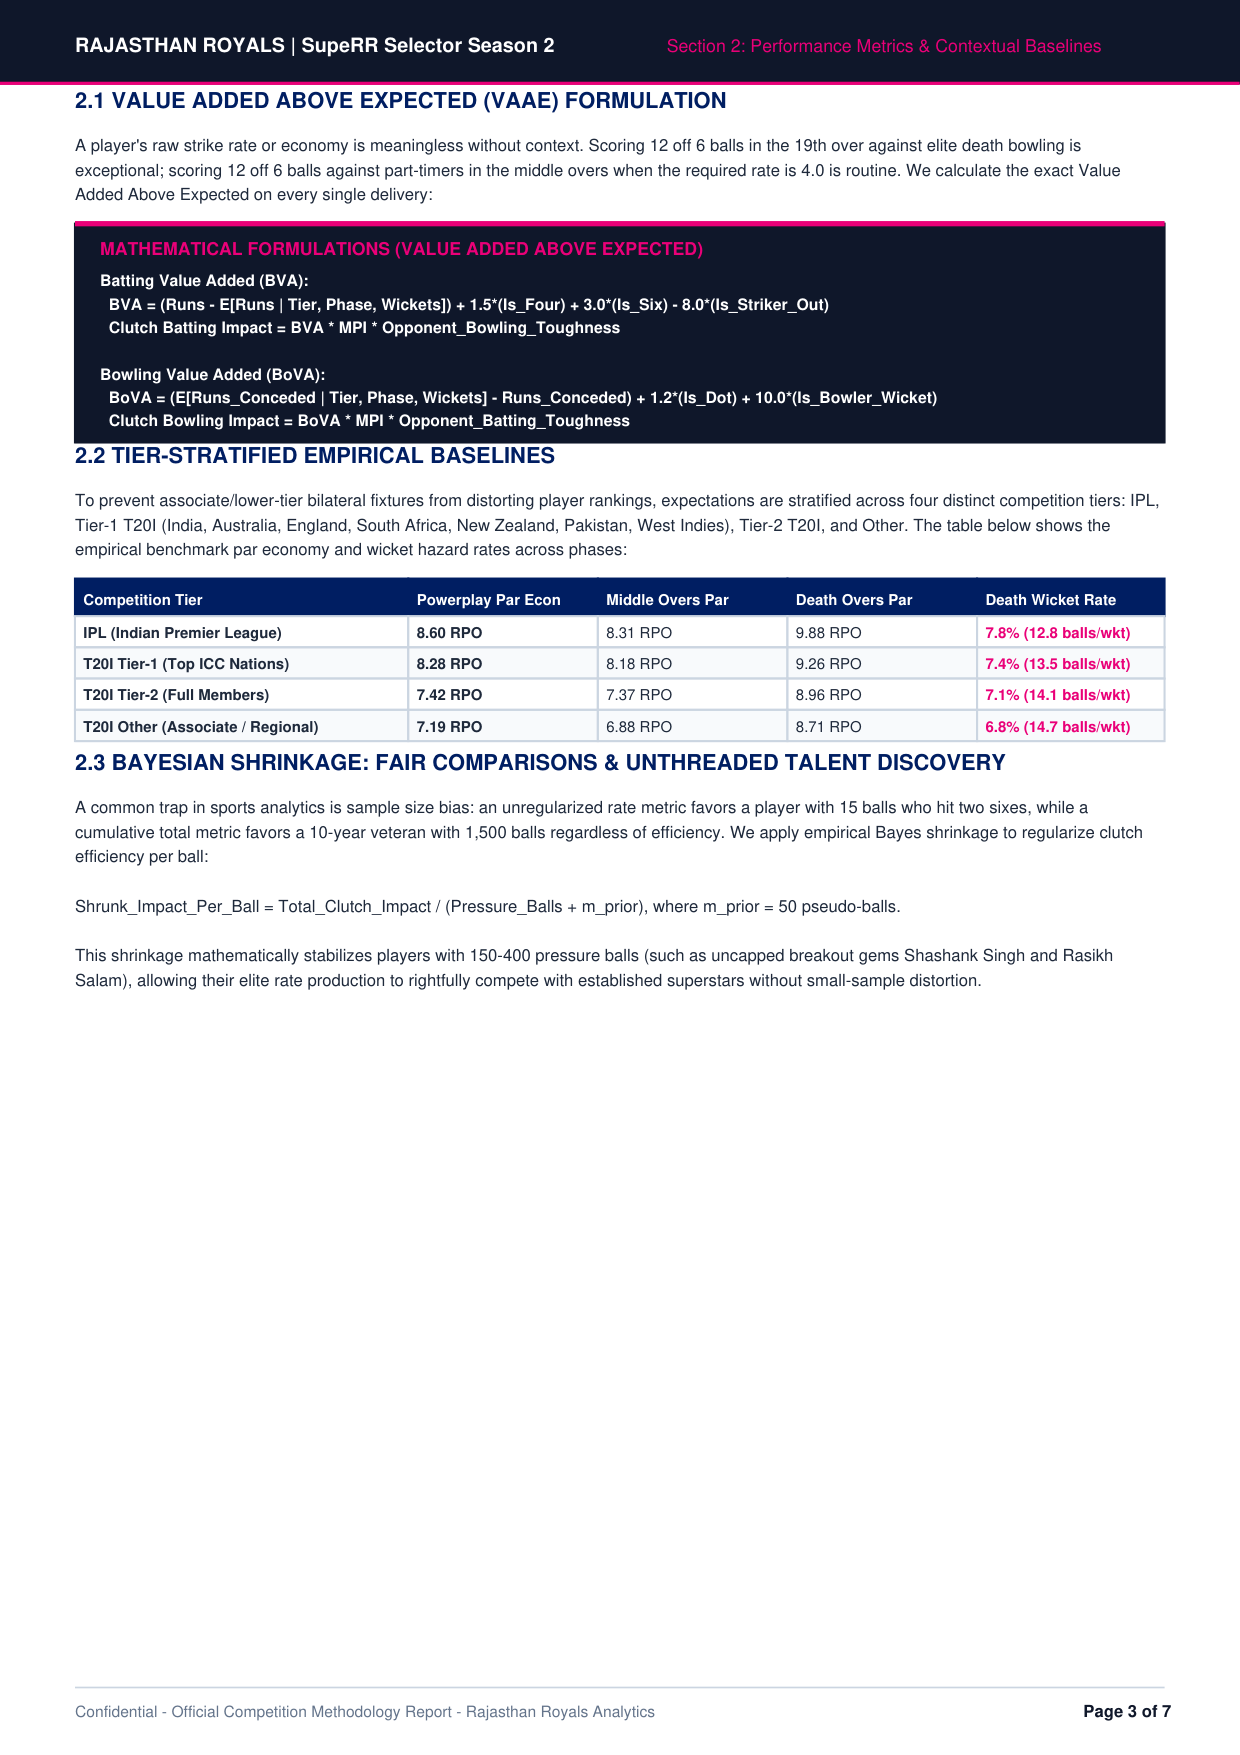 RAJASTHAN ROYALS | SupeRR Selector Season 2
Section 2: Performance Metrics & Contextual Baselines
2.1 VALUE ADDED ABOVE EXPECTED (VAAE) FORMULATION
A player's raw strike rate or economy is meaningless without context. Scoring 12 off 6 balls in the 19th over against elite death bowling is
exceptional; scoring 12 off 6 balls against part-timers in the middle overs when the required rate is 4.0 is routine. We calculate the exact Value
Added Above Expected on every single delivery:
MATHEMATICAL FORMULATIONS (VALUE ADDED ABOVE EXPECTED)
Batting Value Added (BVA):
BVA = (Runs - E[Runs | Tier, Phase, Wickets]) + 1.5*(Is_Four) + 3.0*(Is_Six) - 8.0*(Is_Striker_Out)
Clutch Batting Impact = BVA * MPI * Opponent_Bowling_Toughness
Bowling Value Added (BoVA):
BoVA = (E[Runs_Conceded | Tier, Phase, Wickets] - Runs_Conceded) + 1.2*(Is_Dot) + 10.0*(Is_Bowler_Wicket)
Clutch Bowling Impact = BoVA * MPI * Opponent_Batting_Toughness
2.2 TIER-STRATIFIED EMPIRICAL BASELINES
To prevent associate/lower-tier bilateral fixtures from distorting player rankings, expectations are stratified across four distinct competition tiers: IPL,
Tier-1 T20I (India, Australia, England, South Africa, New Zealand, Pakistan, West Indies), Tier-2 T20I, and Other. The table below shows the
empirical benchmark par economy and wicket hazard rates across phases:
Competition Tier Powerplay Par Econ Middle Overs Par Death Overs Par Death Wicket Rate
IPL (Indian Premier League) 8.60 RPO 8.31 RPO 9.88 RPO 7.8% (12.8 balls/wkt)
T20I Tier-1 (Top ICC Nations) 8.28 RPO 8.18 RPO 9.26 RPO 7.4% (13.5 balls/wkt)
T20I Tier-2 (Full Members) 7.42 RPO 7.37 RPO 8.96 RPO 7.1% (14.1 balls/wkt)
T20I Other (Associate / Regional) 7.19 RPO 6.88 RPO 8.71 RPO 6.8% (14.7 balls/wkt)
2.3 BAYESIAN SHRINKAGE: FAIR COMPARISONS & UNTHREADED TALENT DISCOVERY
A common trap in sports analytics is sample size bias: an unregularized rate metric favors a player with 15 balls who hit two sixes, while a
cumulative total metric favors a 10-year veteran with 1,500 balls regardless of efficiency. We apply empirical Bayes shrinkage to regularize clutch
efficiency per ball:
Shrunk_Impact_Per_Ball = Total_Clutch_Impact / (Pressure_Balls + m_prior), where m_prior = 50 pseudo-balls.
This shrinkage mathematically stabilizes players with 150-400 pressure balls (such as uncapped breakout gems Shashank Singh and Rasikh
Salam), allowing their elite rate production to rightfully compete with established superstars without small-sample distortion.
Confidential - Official Competition Methodology Report - Rajasthan Royals Analytics
Page 3 of 7